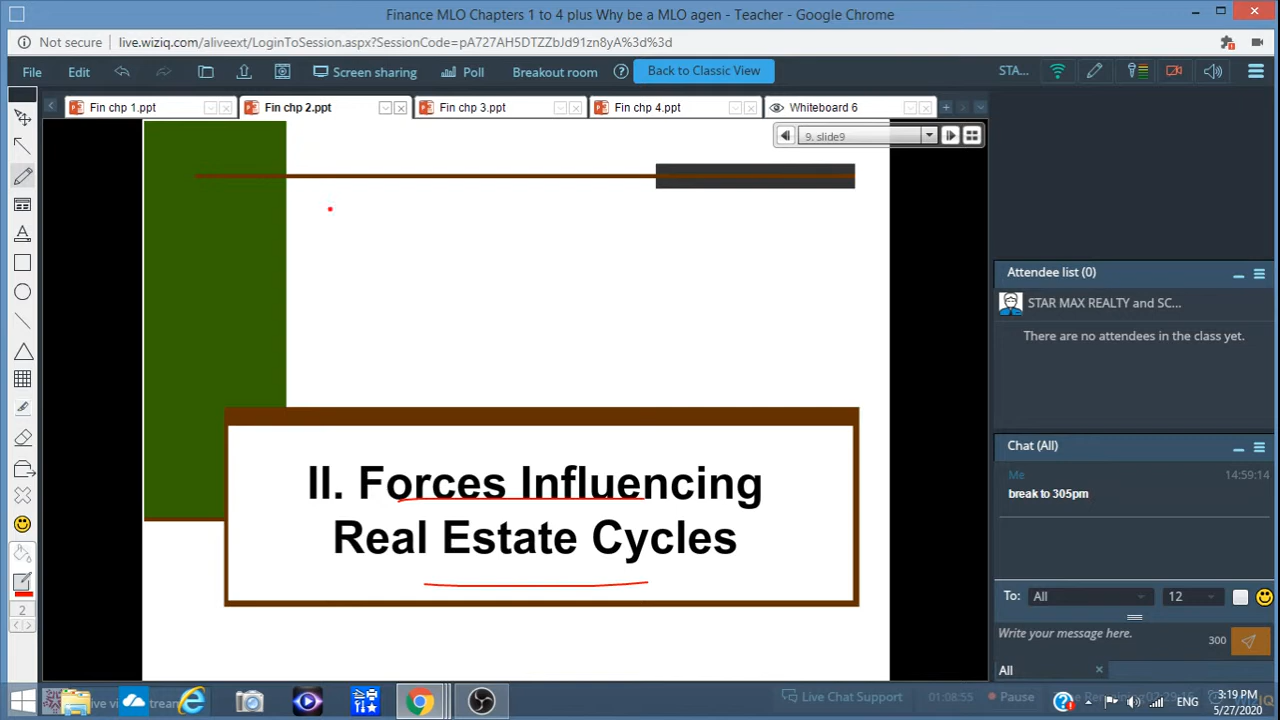 Finance MLO Chapters 1 to 4 plus Why be a MLO agen - Teacher - Google Chrome
Not secure | live.wiziq.com/aliveext/LoginToSession.aspx?SessionCode=pA727AH5DTZZbJd91zn8yA%3d%3d
File Edit Screen sharing Poll Breakout room ? Back to Classic View STA...
Fin chp 1.ppt Fin chp 2.ppt Fin chp 3.ppt Fin chp 4.ppt Whiteboard 6
9. slide9
II. Forces Influencing
Real Estate Cycles
2
Attendee list (0)
STAR MAX REALTY and SC...
There are no attendees in the class yet.
Chat (All)
Me 14:59:14
break to 305pm
To: All 12
Write your message here. 300
All
Live Chat Support 01:08:55 Pause
ENG
3:19 PM
5/27/2020